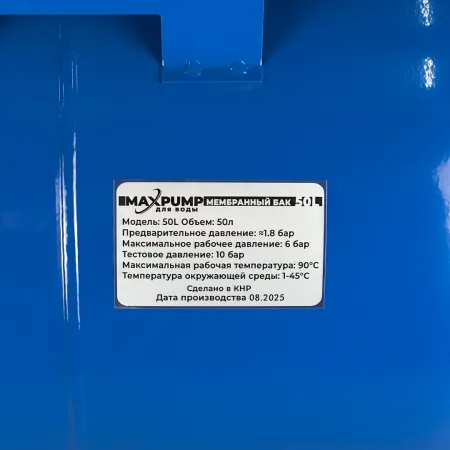 MAXPUMP МЕМБРАННЫЙ БАК 50L
для воды
Модель: 50L Объем: 50л
Предварительное давление: ≈1.8 бар
Максимальное рабочее давление: 6 бар
Тестовое давление: 10 бар
Максимальная рабочая температура: 90°C
Температура окружающей среды: 1-45°C
Сделано в КНР
Дата производства 08.2025